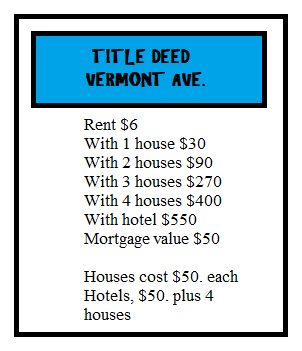 TITLE DEED
VERMONT AVE.
Rent $6
With 1 house $30
With 2 houses $90
With 3 houses $270
With 4 houses $400
With hotel $550
Mortgage value $50
Houses cost $50. each
Hotels, $50. plus 4
houses